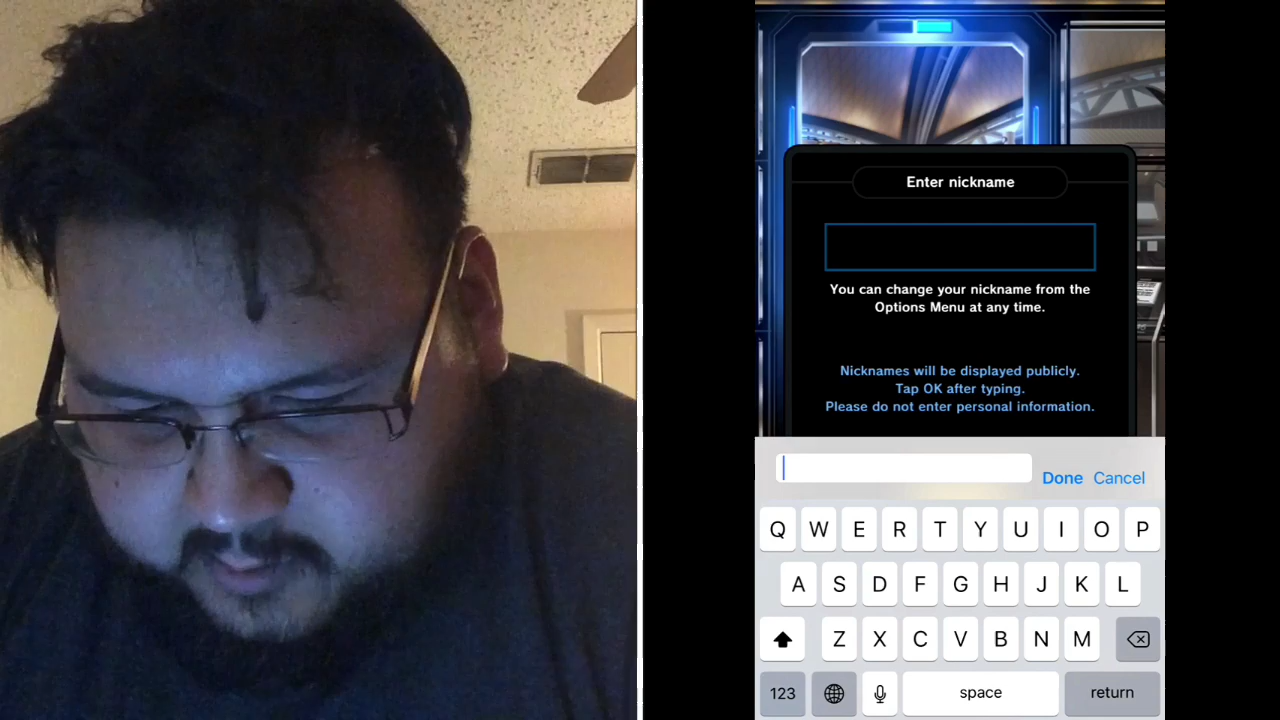 Enter nickname
You can change your nickname from the
Options Menu at any time.
Nicknames will be displayed publicly.
Tap OK after typing.
Please do not enter personal information.
Done Cancel
Q W E R T Y U I O P
A S D F G H J K L
Z X C V B N M
123 space return